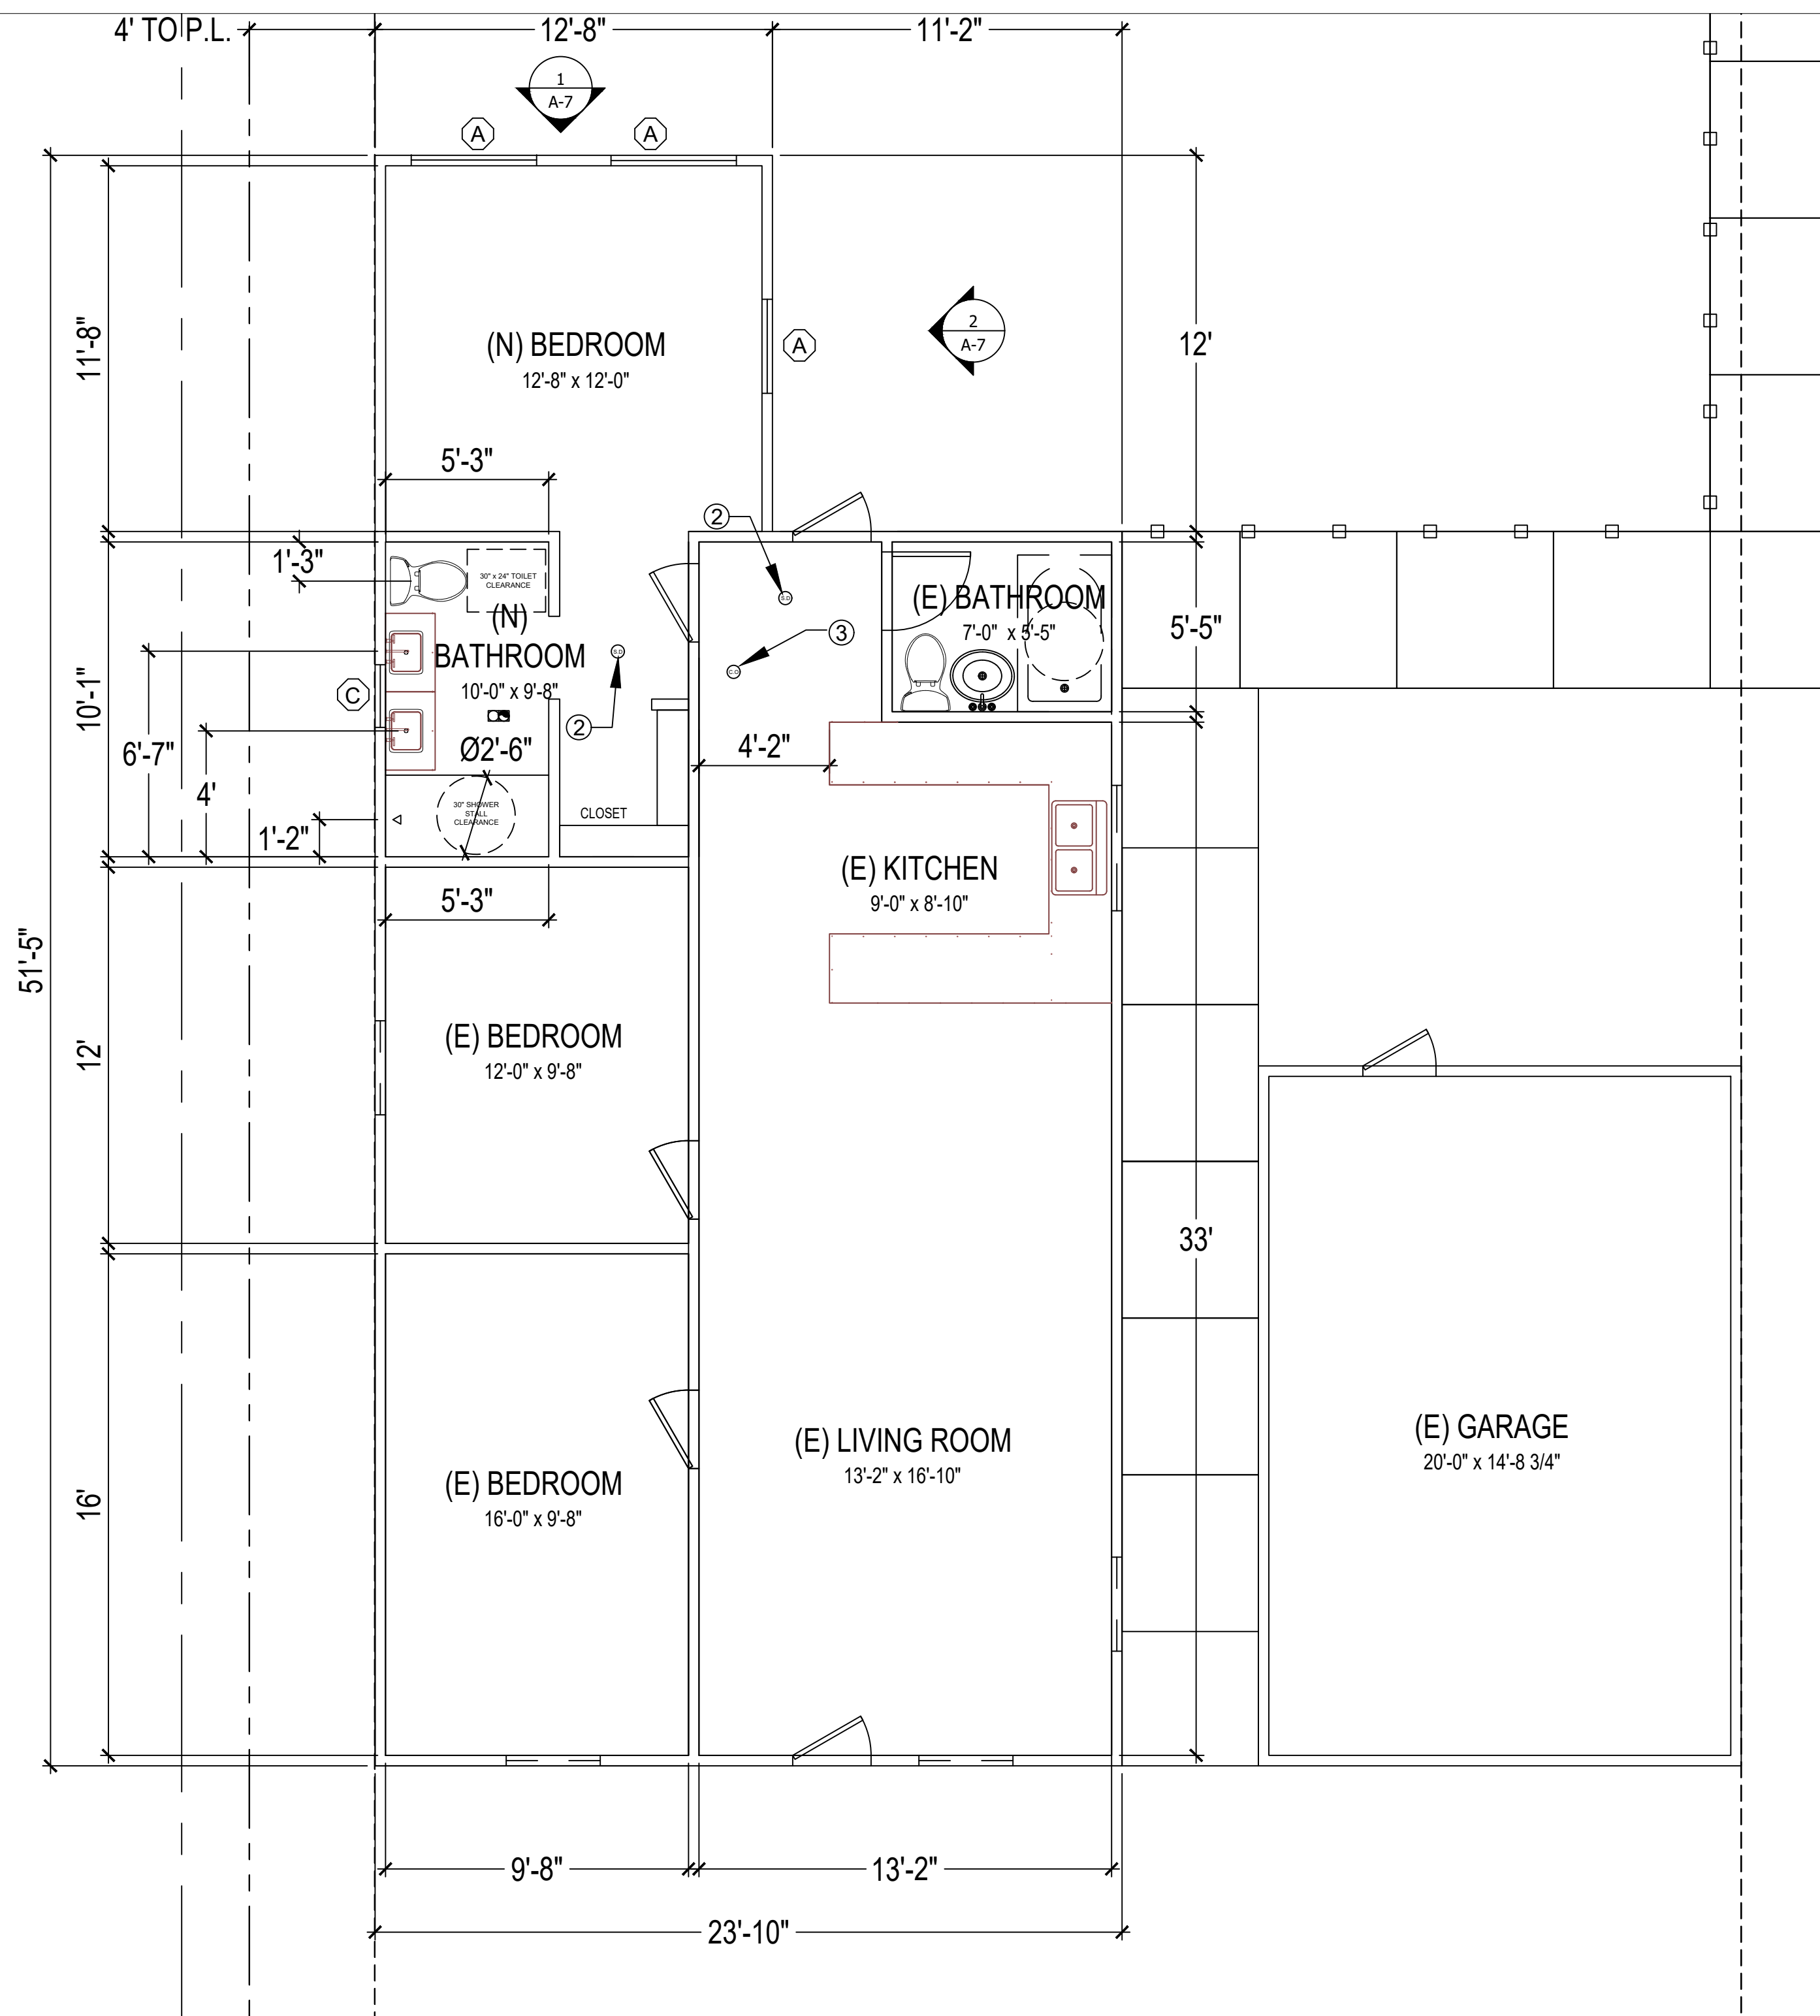 4' TO P.L.
12'-8"
11'-2"
1
A-7
A
A
11'-8"
(N) BEDROOM
12'-8" x 12'-0"
A
2
A-7
12'
5'-3"
2
1'-3"
30" x 24" TOILET
CLEARANCE
S.D
(E) BATHROOM
7'-0" x 5'-5"
5'-5"
(N)
BATHROOM
10'-0" x 9'-8"
S.D
3
C.O
C
10'-1"
6'-7"
2
Ø2'-6"
4'-2"
4'
30" SHOWER
STALL
CLEARANCE
CLOSET
1'-2"
(E) KITCHEN
9'-0" x 8'-10"
5'-3"
51'-5"
12'
(E) BEDROOM
12'-0" x 9'-8"
33'
(E) LIVING ROOM
13'-2" x 16'-10"
(E) GARAGE
20'-0" x 14'-8 3/4"
16'
(E) BEDROOM
16'-0" x 9'-8"
9'-8"
13'-2"
23'-10"